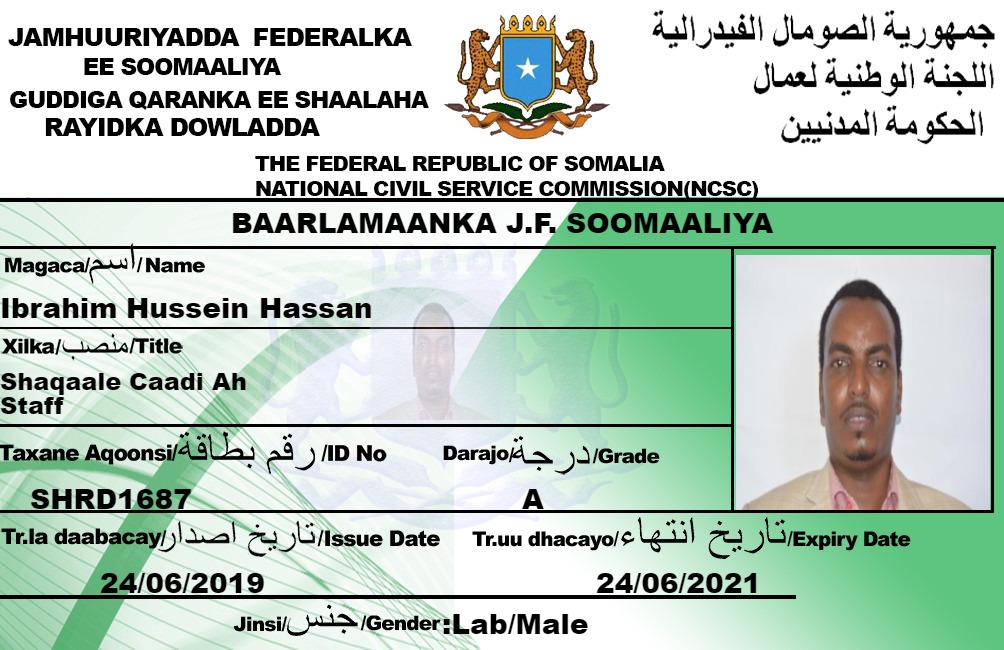 JAMHUURIYADDA FEDERALKA
EE SOOMAALIYA
GUDDIGA QARANKA EE SHAALAHA
RAYIDKA DOWLADDA
جمهورية الصومال الفيدرالية
اللجنة الوطنية لعمال
الحكومة المدنيين
THE FEDERAL REPUBLIC OF SOMALIA
NATIONAL CIVIL SERVICE COMMISSION(NCSC)
BAARLAMAANKA J.F. SOOMAALIYA
Magaca/اسم/Name
Ibrahim Hussein Hassan
Xilka/منصب/Title
Shaqaale Caadi Ah
Staff
Taxane Aqoonsi/رقم بطاقة/ID No
Darajo/درجة/Grade
SHRD1687
A
Tr.la daabacay/تاريخ اصدار/Issue Date
Tr.uu dhacayo/تاريخ انتهاء/Expiry Date
24/06/2019
24/06/2021
Jinsi/جنس/Gender:Lab/Male